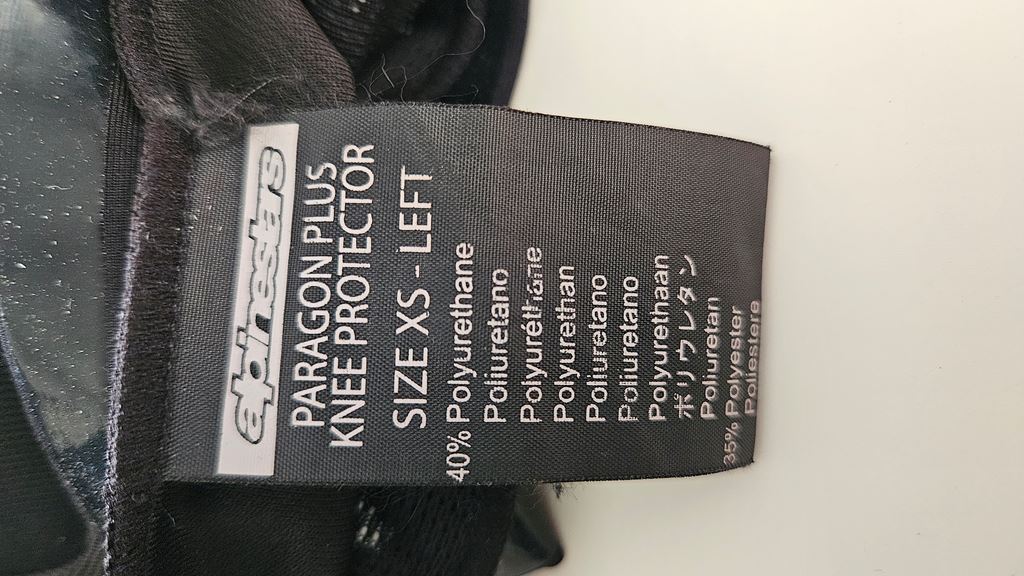 alpinestars
PARAGON PLUS
KNEE PROTECTOR
SIZE XS - LEFT
40% Polyurethane
Poliuretano
Polyuréthane
Polyurethan
Poliuretano
Poliuretano
Polyurethaan
ポリウレタン
Poliuretan
35% Polyester
Poliestere